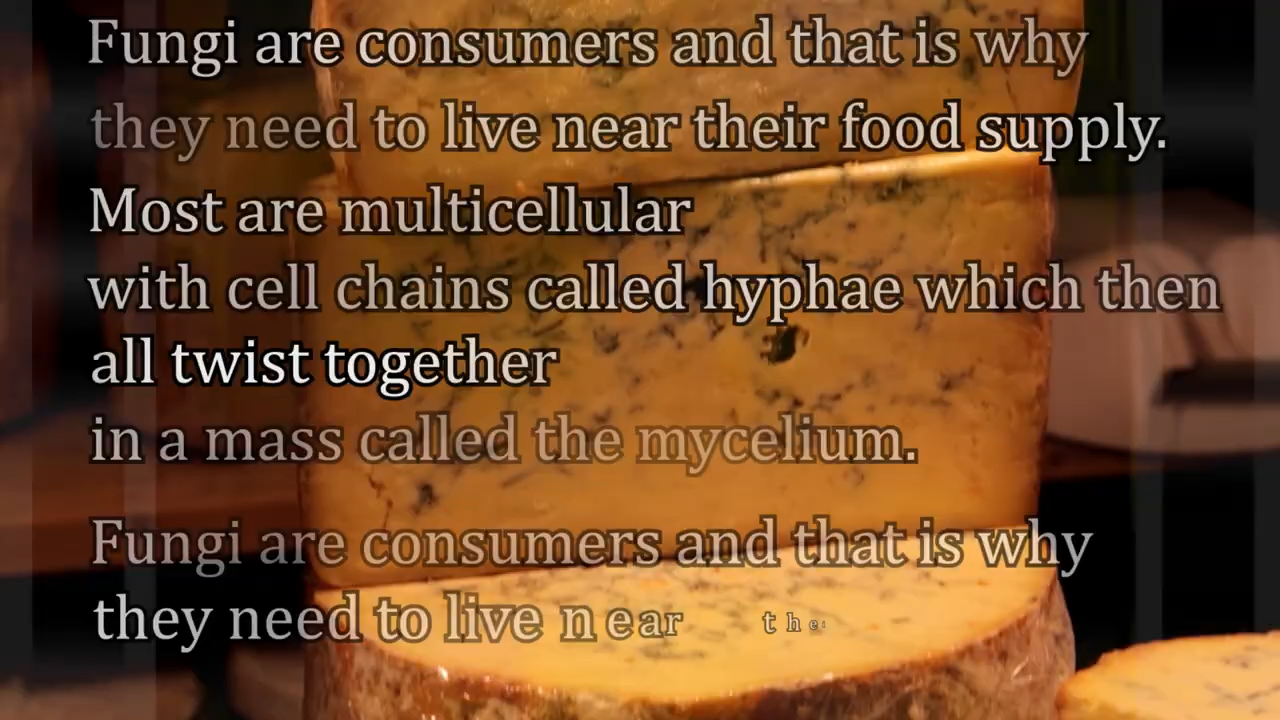 Fungi are consumers and that is why
they need to live near their food supply.
Most are multicellular
with cell chains called hyphae which then
all twist together
in a mass called the mycelium.
Fungi are consumers and that is why
they need to live near